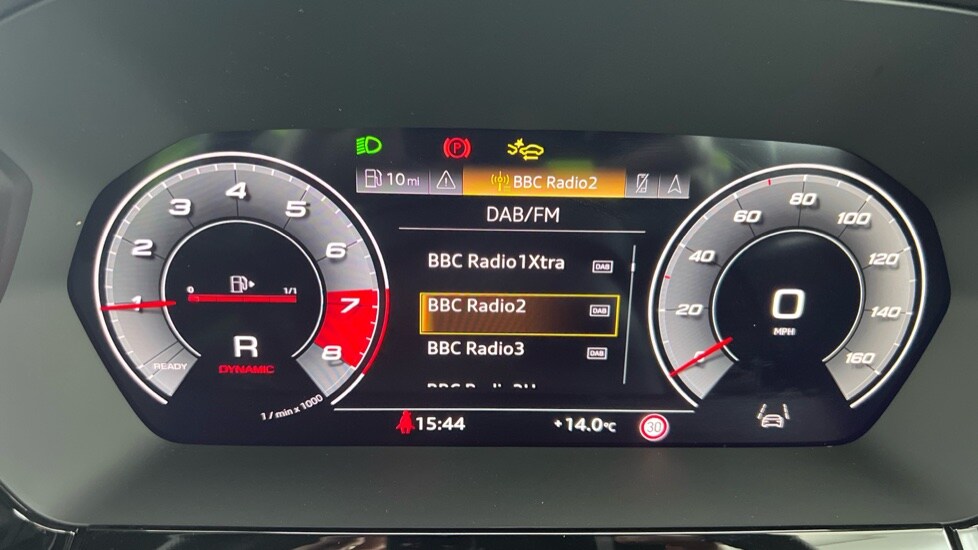 P
10 mi
BBC Radio2
DAB/FM
BBC Radio1Xtra DAB
BBC Radio2 DAB
BBC Radio3 DAB
1 2 3 4 5 6 7 8
0 1/1
R
DYNAMIC
READY
1 / min x 1000
0 20 40 60 80 100 120 140 160
0
MPH
15:44
+14.0°C
30